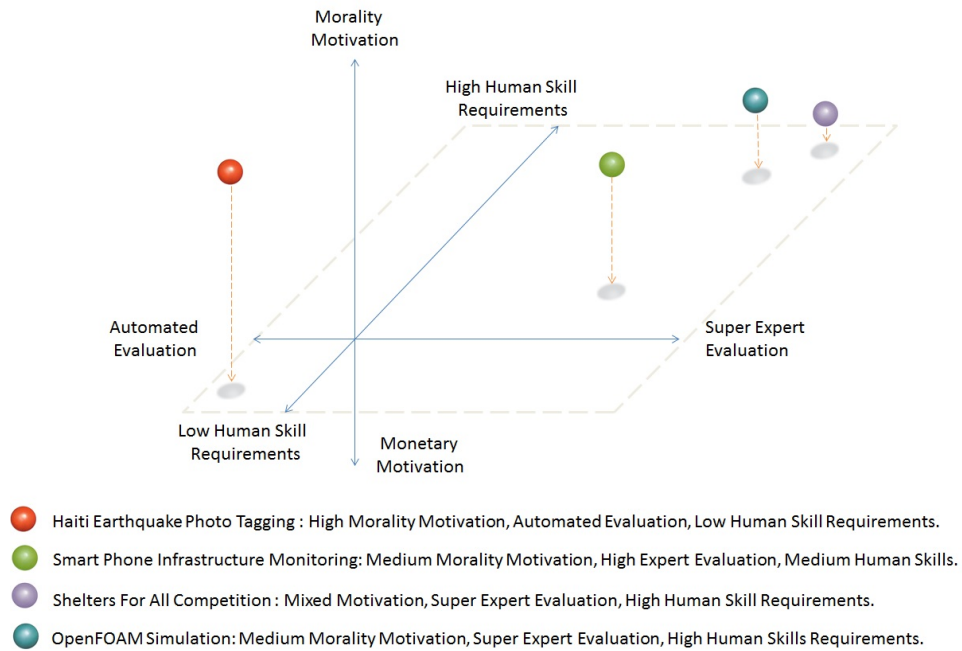 Morality
Motivation
High Human Skill
Requirements
Automated
Evaluation
Super Expert
Evaluation
Low Human Skill
Requirements
Monetary
Motivation
Haiti Earthquake Photo Tagging : High Morality Motivation, Automated Evaluation, Low Human Skill Requirements.
Smart Phone Infrastructure Monitoring: Medium Morality Motivation, High Expert Evaluation, Medium Human Skills.
Shelters For All Competition : Mixed Motivation, Super Expert Evaluation, High Human Skill Requirements.
OpenFOAM Simulation: Medium Morality Motivation, Super Expert Evaluation, High Human Skills Requirements.